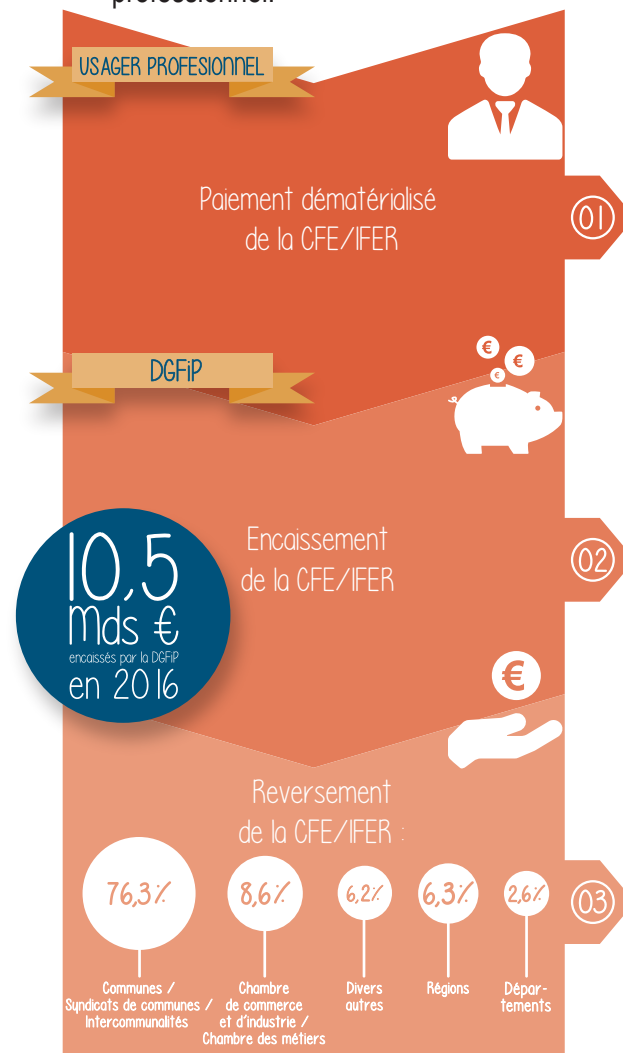 professionnel.
USAGER PROFESIONNEL
Paiement dématérialisé
de la CFE/IFER
01
DGFiP
€
€
€
Encaissement
de la CFE/IFER
02
10,5
Mds €
encaissés par la DGFiP
en 2016
€
Reversement
de la CFE/IFER :
03
76,3%
8,6%
6,2%
6,3%
2,6%
Communes /
Syndicats de communes /
Intercommunalités
Chambre
de commerce
et d'industrie /
Chambre des métiers
Divers
autres
Régions
Dépar-
tements